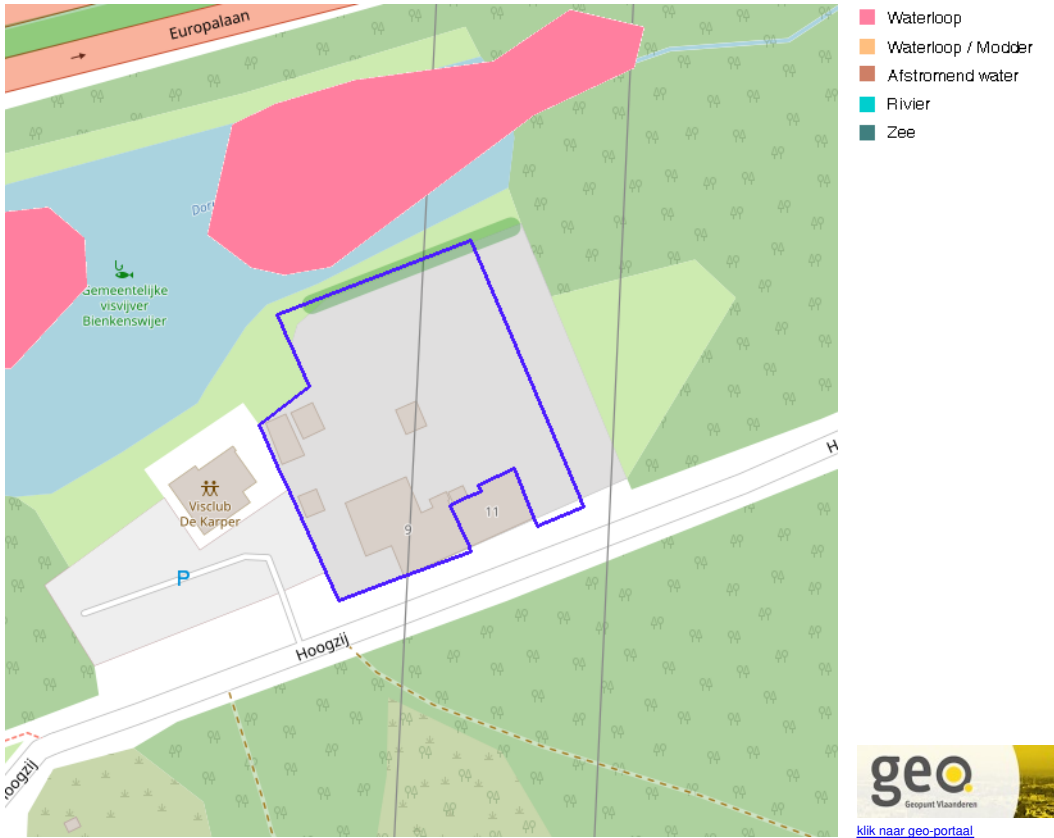 Europalaan
Gemeentelijke
visvijver
Bienkenswijer
Visclub
De Karper
9
11
P
Hoogzij
Hoogzij
Waterloop
Waterloop / Modder
Afstromend water
Rivier
Zee
geo
Geopunt Vlaanderen
klik naar geo-portaal